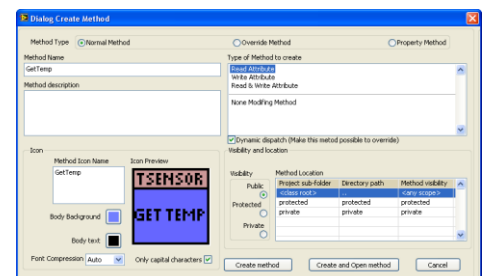 Dialog Create Method
Method Type Normal Method Override Method Property Method
Method Name
GetTemp
Method description
Type of Method to create
Read Attribute
Write Attribute
Read & Write Attribute
None Modifing Method
Dynamic dispatch (Make this metod possible to override)
Icon
Method Icon Name
GetTemp
Icon Preview
TSENSOR
GET TEMP
Body Background
Body text
Font Compression Auto
Only capital characters
Visibility and location
Visibility
Public
Protected
Private
Method Location
Project sub-folder Directory path Method visibility
<class root> .. <any scope>
protected protected protected
private private private
Create method Create and Open method Cancel